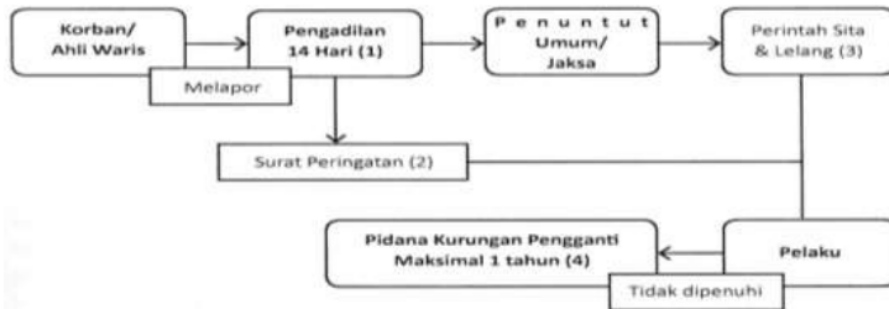 Korban/
Ahli Waris
Melapor
Pengadilan
14 Hari (1)
Penuntut
Umum/
Jaksa
Perintah Sita
& Lelang (3)
Surat Peringatan (2)
Pidana Kurungan Pengganti
Maksimal 1 tahun (4)
Pelaku
Tidak dipenuhi